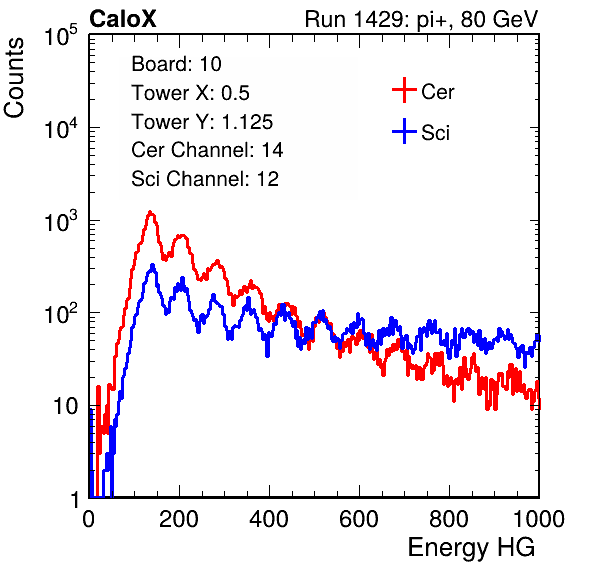 CaloX Run 1429: pi+, 80 GeV
Counts
10^5
10^4
10^3
10^2
10
1
Board: 10
Tower X: 0.5
Tower Y: 1.125
Cer Channel: 14
Sci Channel: 12
Cer
Sci
0 200 400 600 800 1000
Energy HG